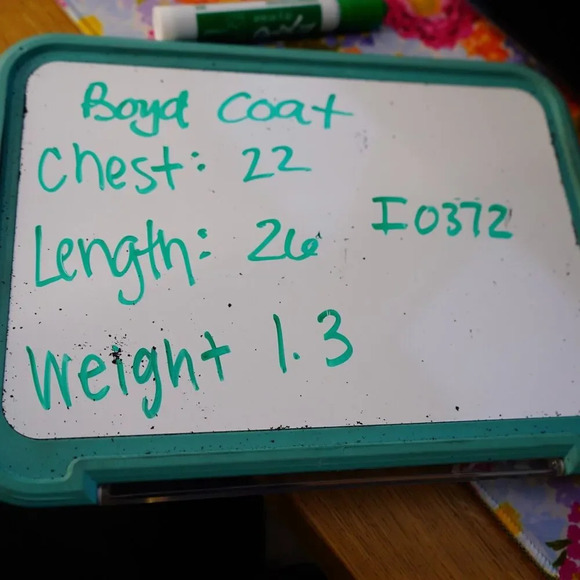 Boyd Coat
Chest: 22
Length: 26
I0372
Weight 1.3